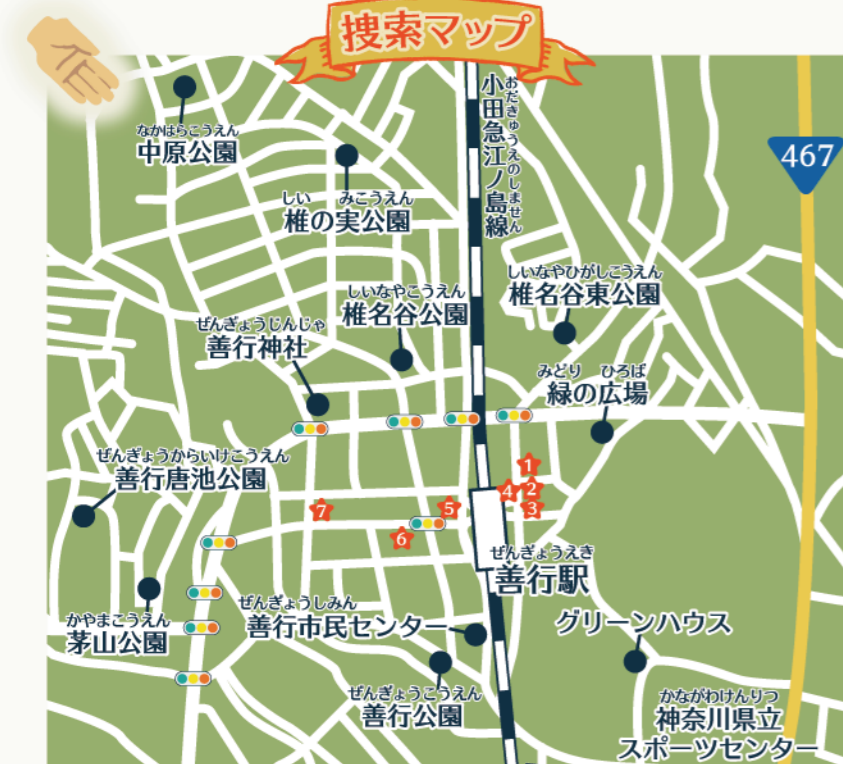 捜索マップ
おだきゅうえのしません
小田急江ノ島線
467
なかはらこうえん
中原公園
しい みこうえん
椎の実公園
しいなやひがしこうえん
椎名谷東公園
しいなやこうえん
椎名谷公園
ぜんぎょうじんじゃ
善行神社
みどり ひろば
緑の広場
ぜんぎょうからいけこうえん
善行唐池公園
1
4 2
7 5 3
6
ぜんぎょうえき
善行駅
かやまこうえん
茅山公園
ぜんぎょうしみん
善行市民センター
グリーンハウス
ぜんぎょうこうえん
善行公園
かながわけんりつ
神奈川県立
スポーツセンター